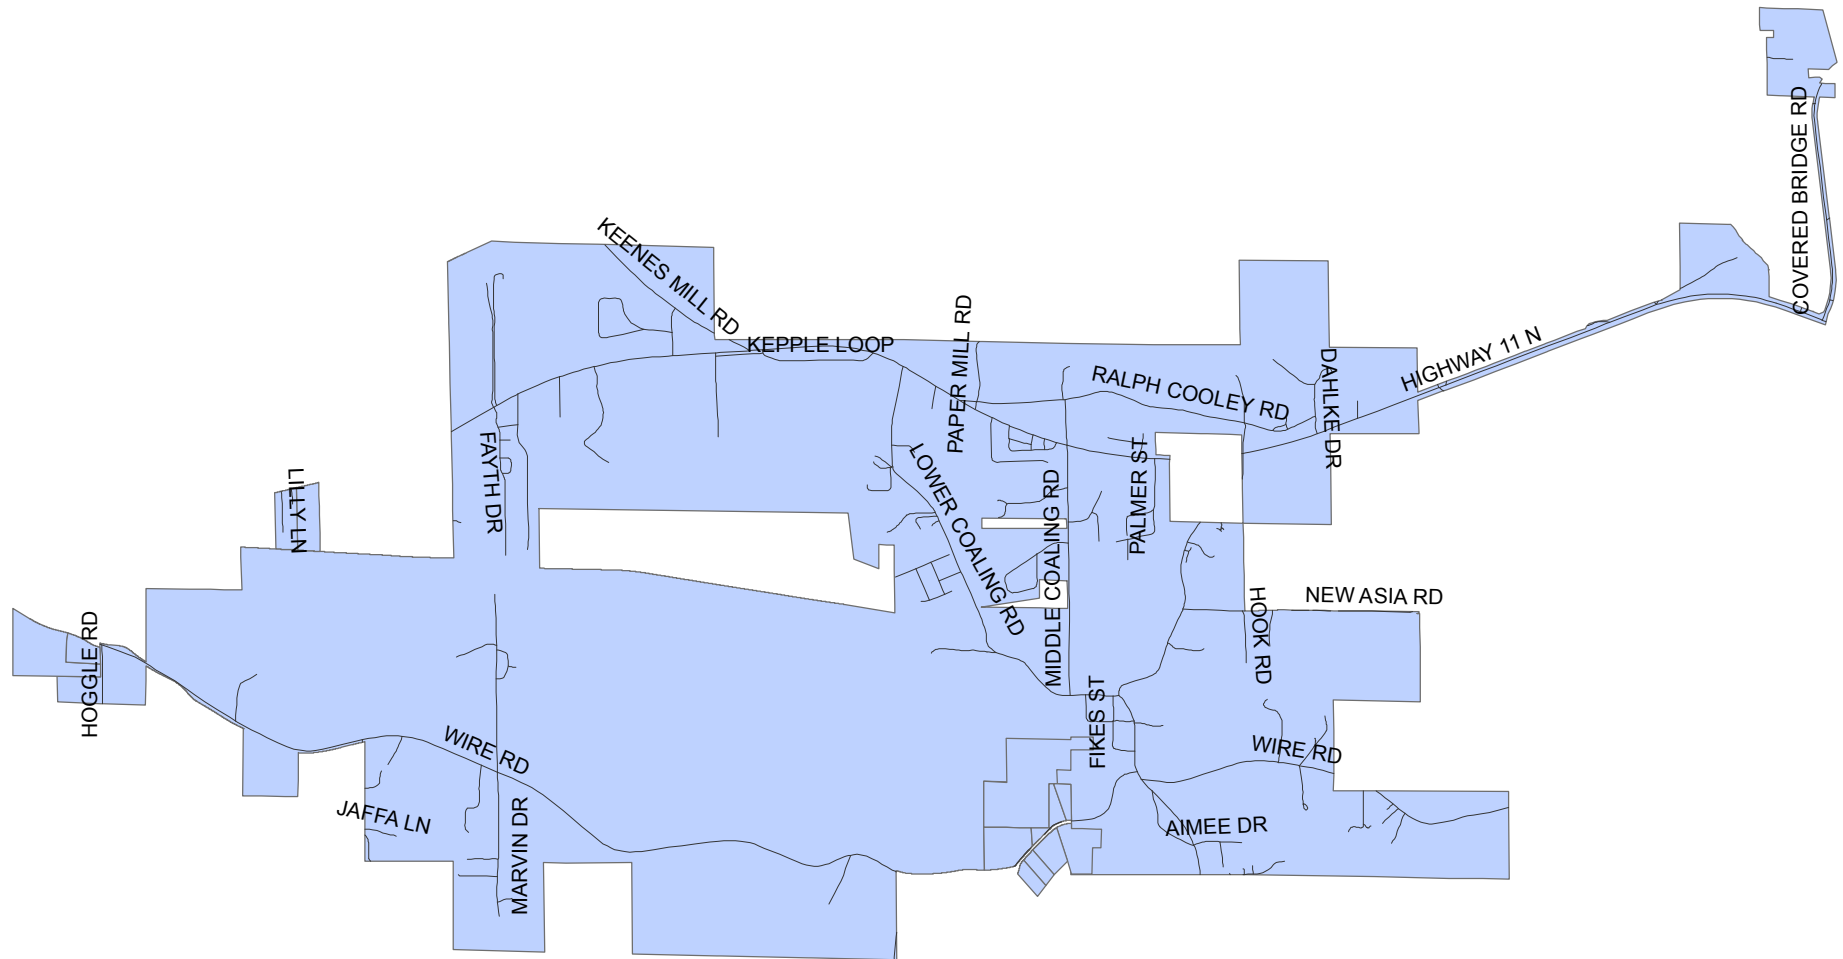 COVERED BRIDGE RD
KEENES MILL RD
KEPPLE LOOP
PAPER MILL RD
RALPH COOLEY RD
DAHLKE DR
HIGHWAY 11 N
FAYTH DR
LILLY LN
LOWER COALING RD
MIDDLE COALING RD
PALMER ST
HOOK RD
NEW ASIA RD
HOGGLE RD
WIRE RD
FIKES ST
WIRE RD
JAFFA LN
MARVIN DR
AIMEE DR